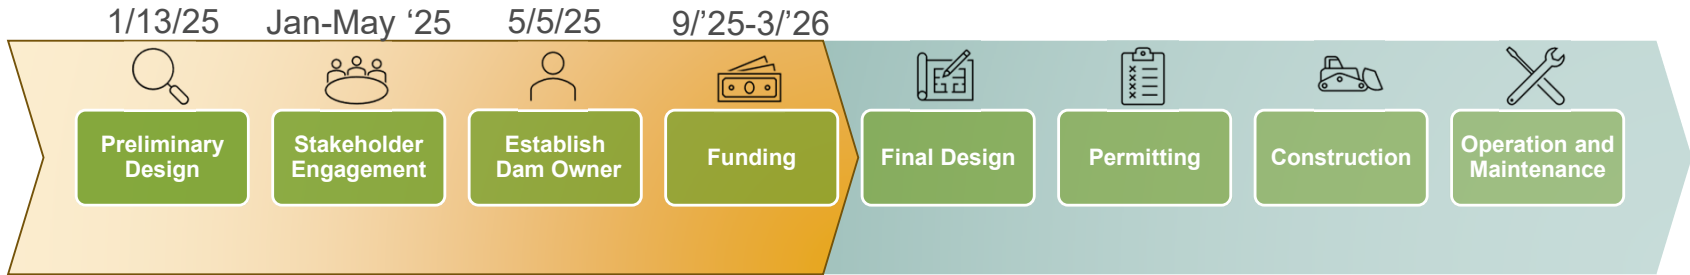 1/13/25
Jan-May ‘25
5/5/25
9/’25-3/’26
Preliminary
Design
Stakeholder
Engagement
Establish
Dam Owner
Funding
Final Design
Permitting
Construction
Operation and
Maintenance